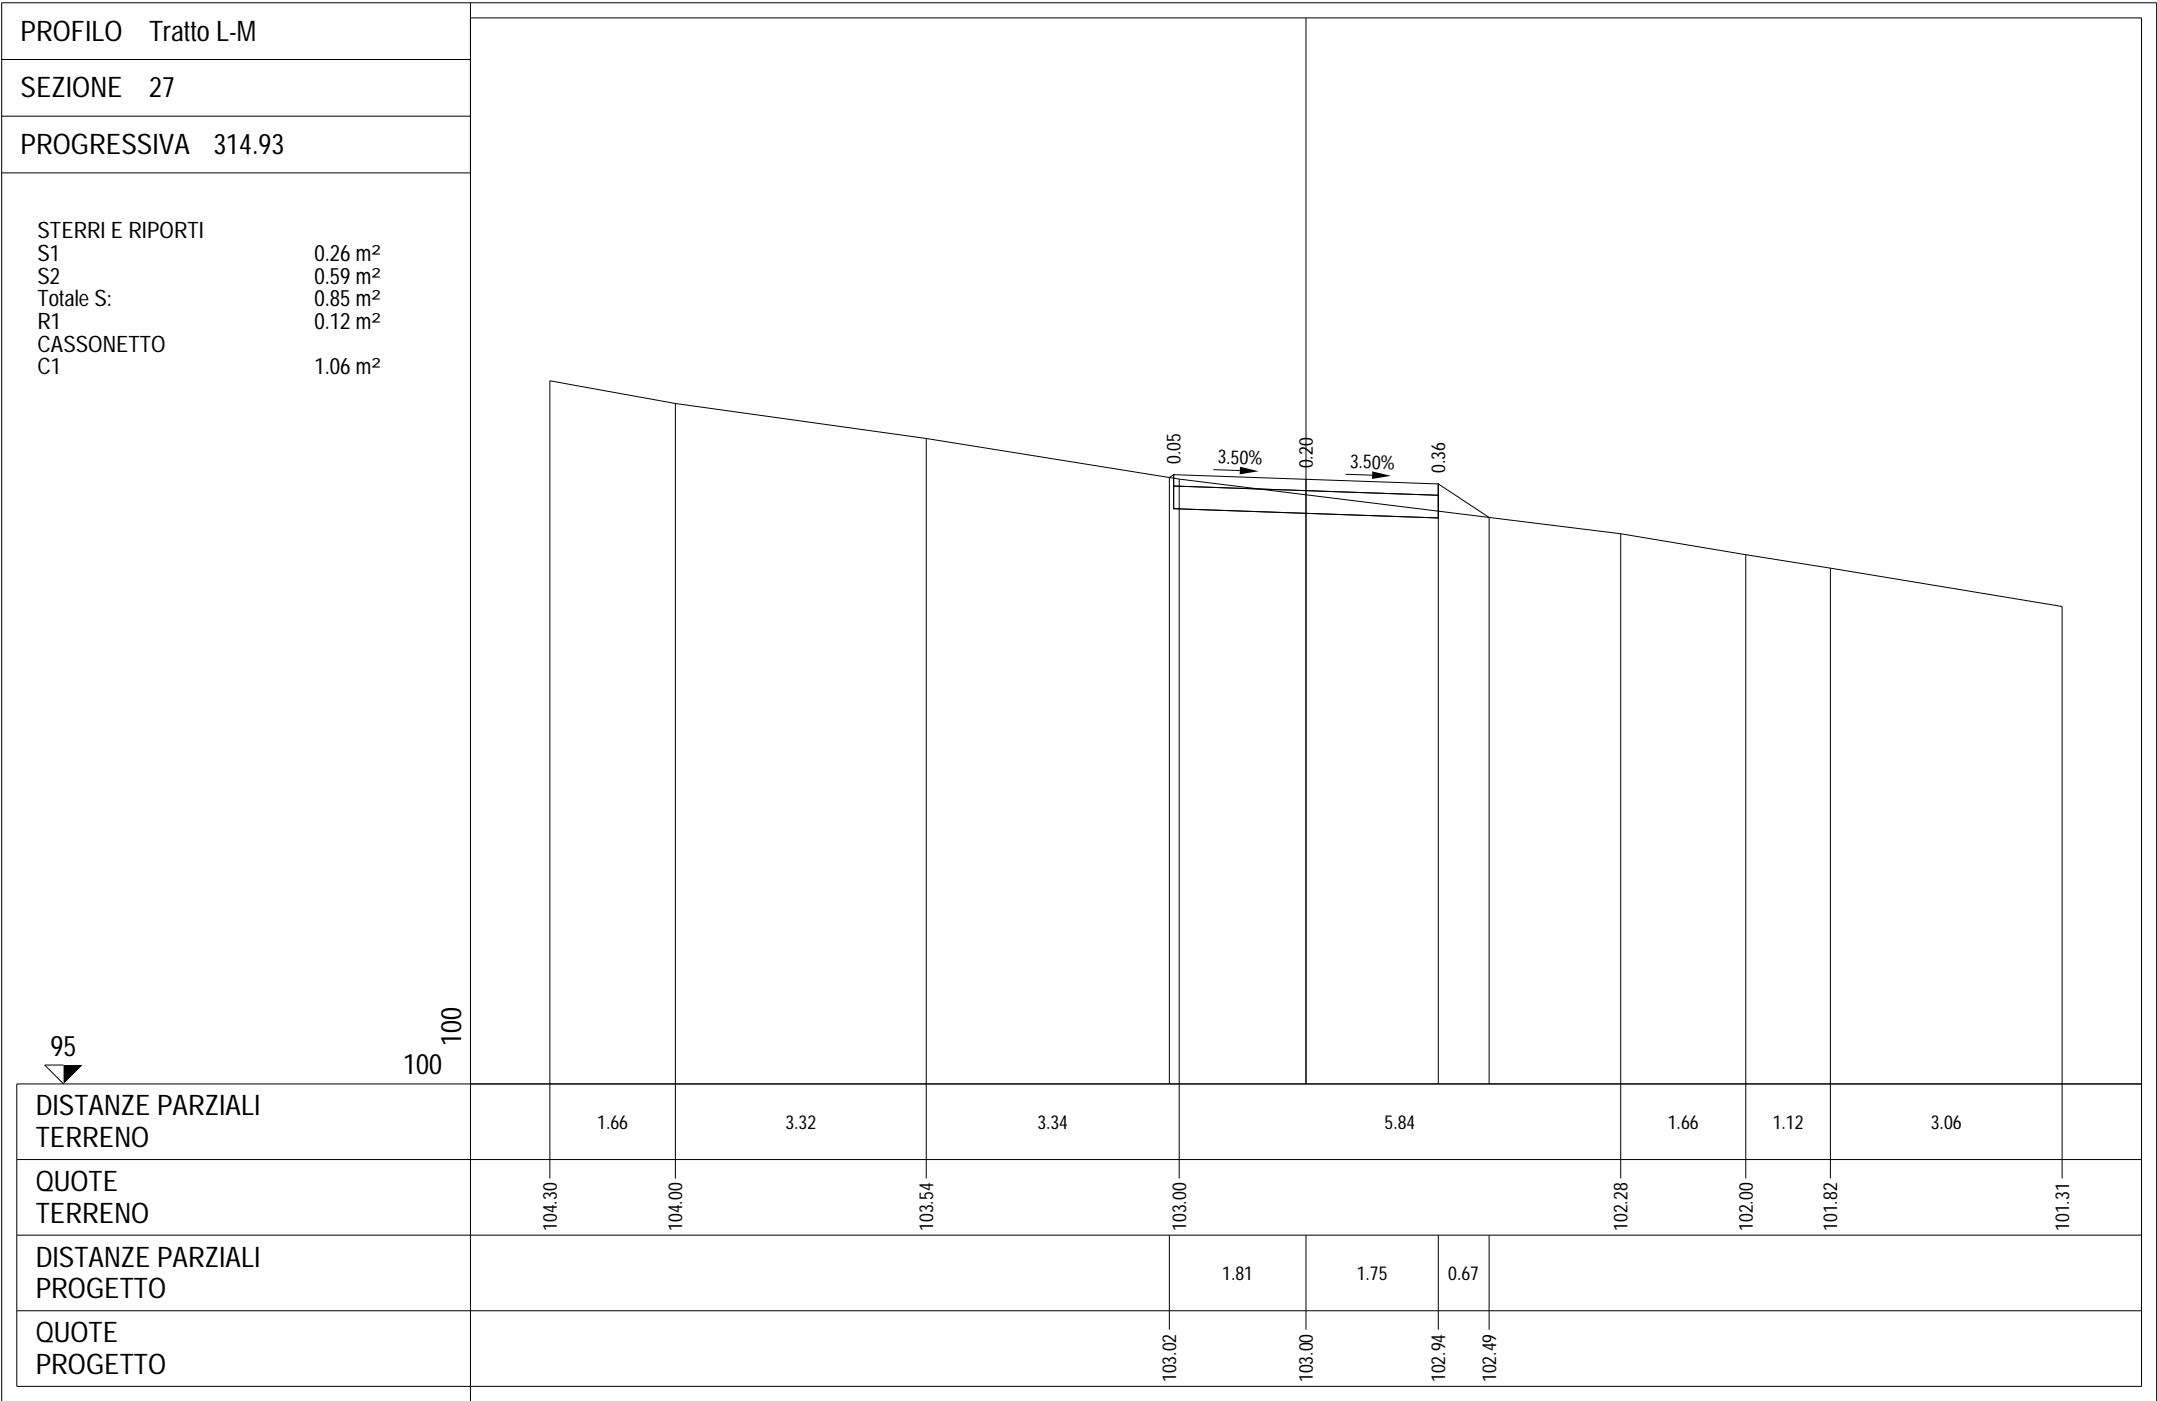 PROFILO Tratto L-M
SEZIONE 27
PROGRESSIVA 314.93
STERRI E RIPORTI
S1 0.26 m²
S2 0.59 m²
Totale S: 0.85 m²
R1 0.12 m²
CASSONETTO
C1 1.06 m²
0.05 3.50% 0.20 3.50% 0.36
95
100
100
DISTANZE PARZIALI
TERRENO
1.66 3.32 3.34 5.84 1.66 1.12 3.06
QUOTE
TERRENO
104.30 104.00 103.54 103.00 102.28 102.00 101.82 101.31
DISTANZE PARZIALI
PROGETTO
1.81 1.75 0.67
QUOTE
PROGETTO
103.02 103.00 102.94 102.49